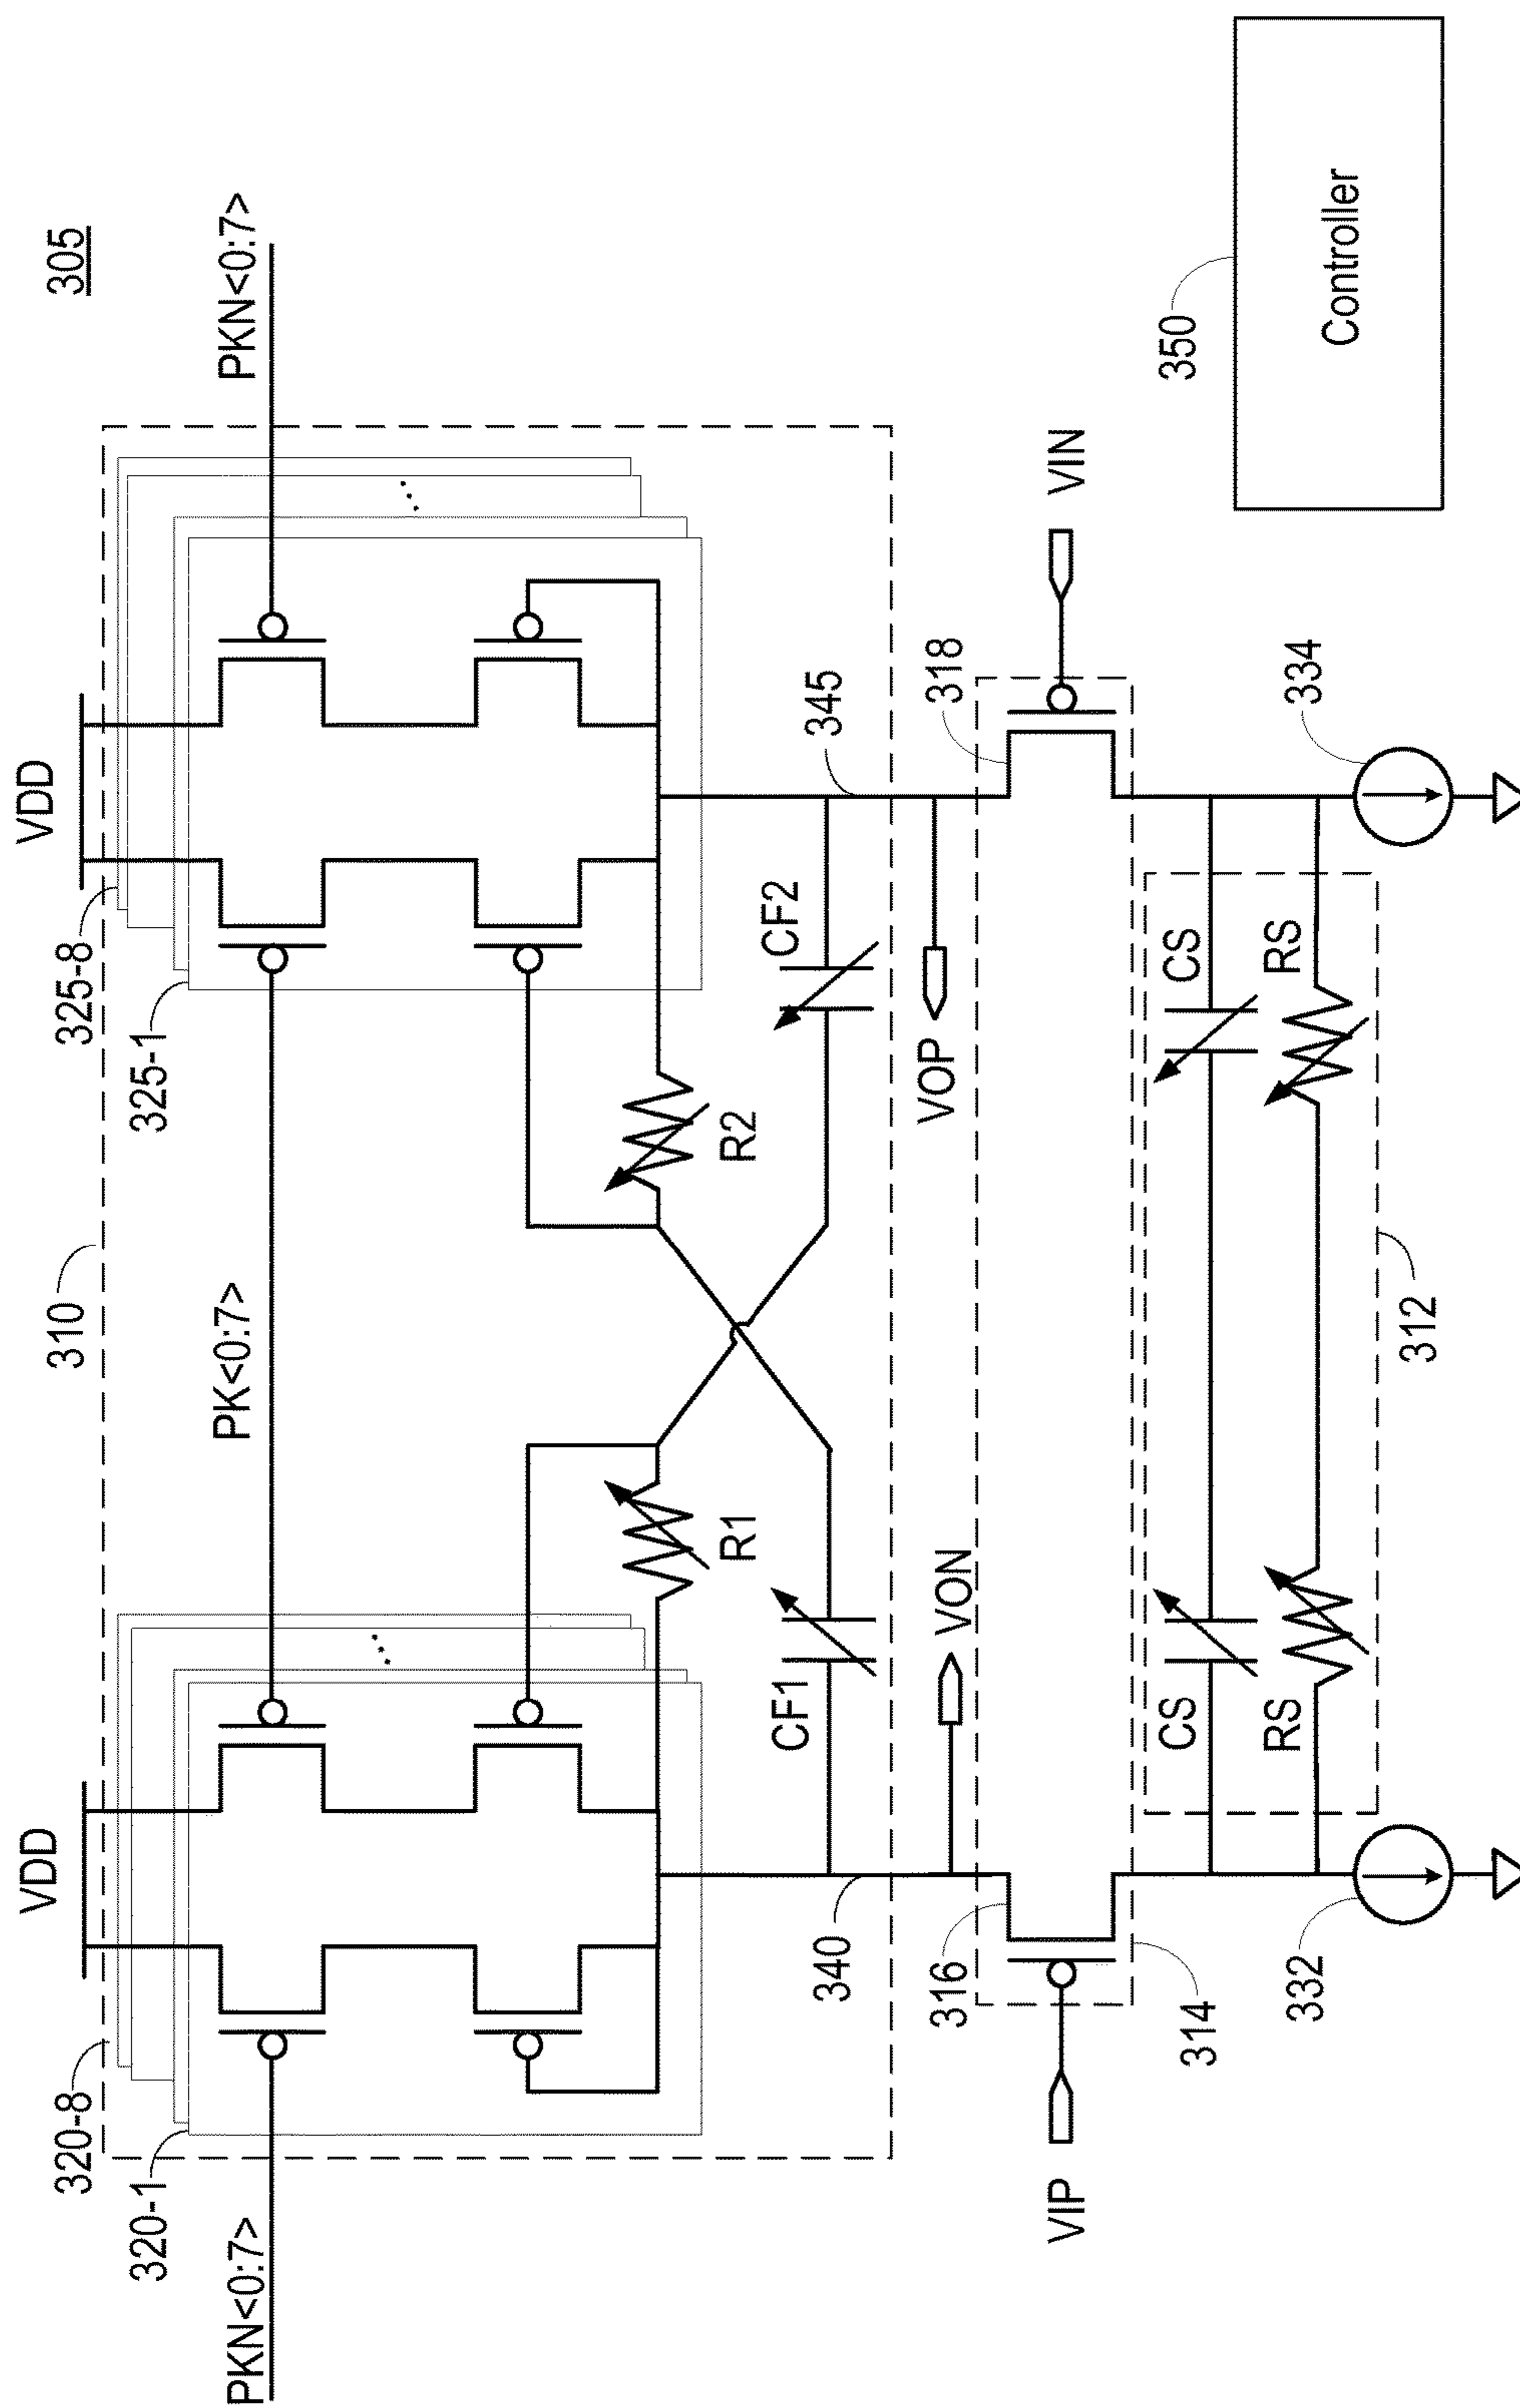 305
310
VDD
VDD
320-8
325-8
320-1
325-1
PKN<0:7>
PK<0:7>
PKN<0:7>
R1
R2
CF1
CF2
340
345
VON
VOP
316
318
VIP
VIN
314
CS
CS
RS
RS
350
Controller
332
334
312